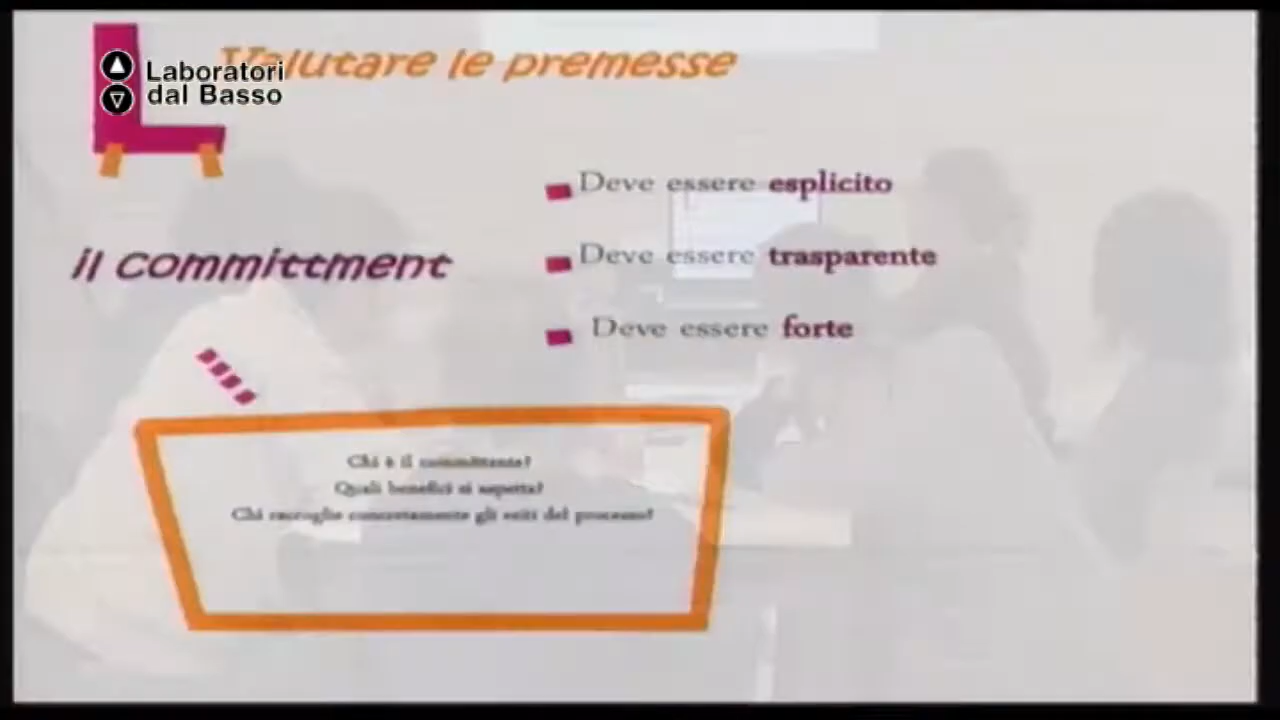 Valutare le premesse
Laboratori
dal Basso
Deve essere esplicito
Deve essere trasparente
Deve essere forte
il committment
Chi è il committente?
Quali benefici si aspetta?
Chi raccoglie concretamente gli esiti del processo?